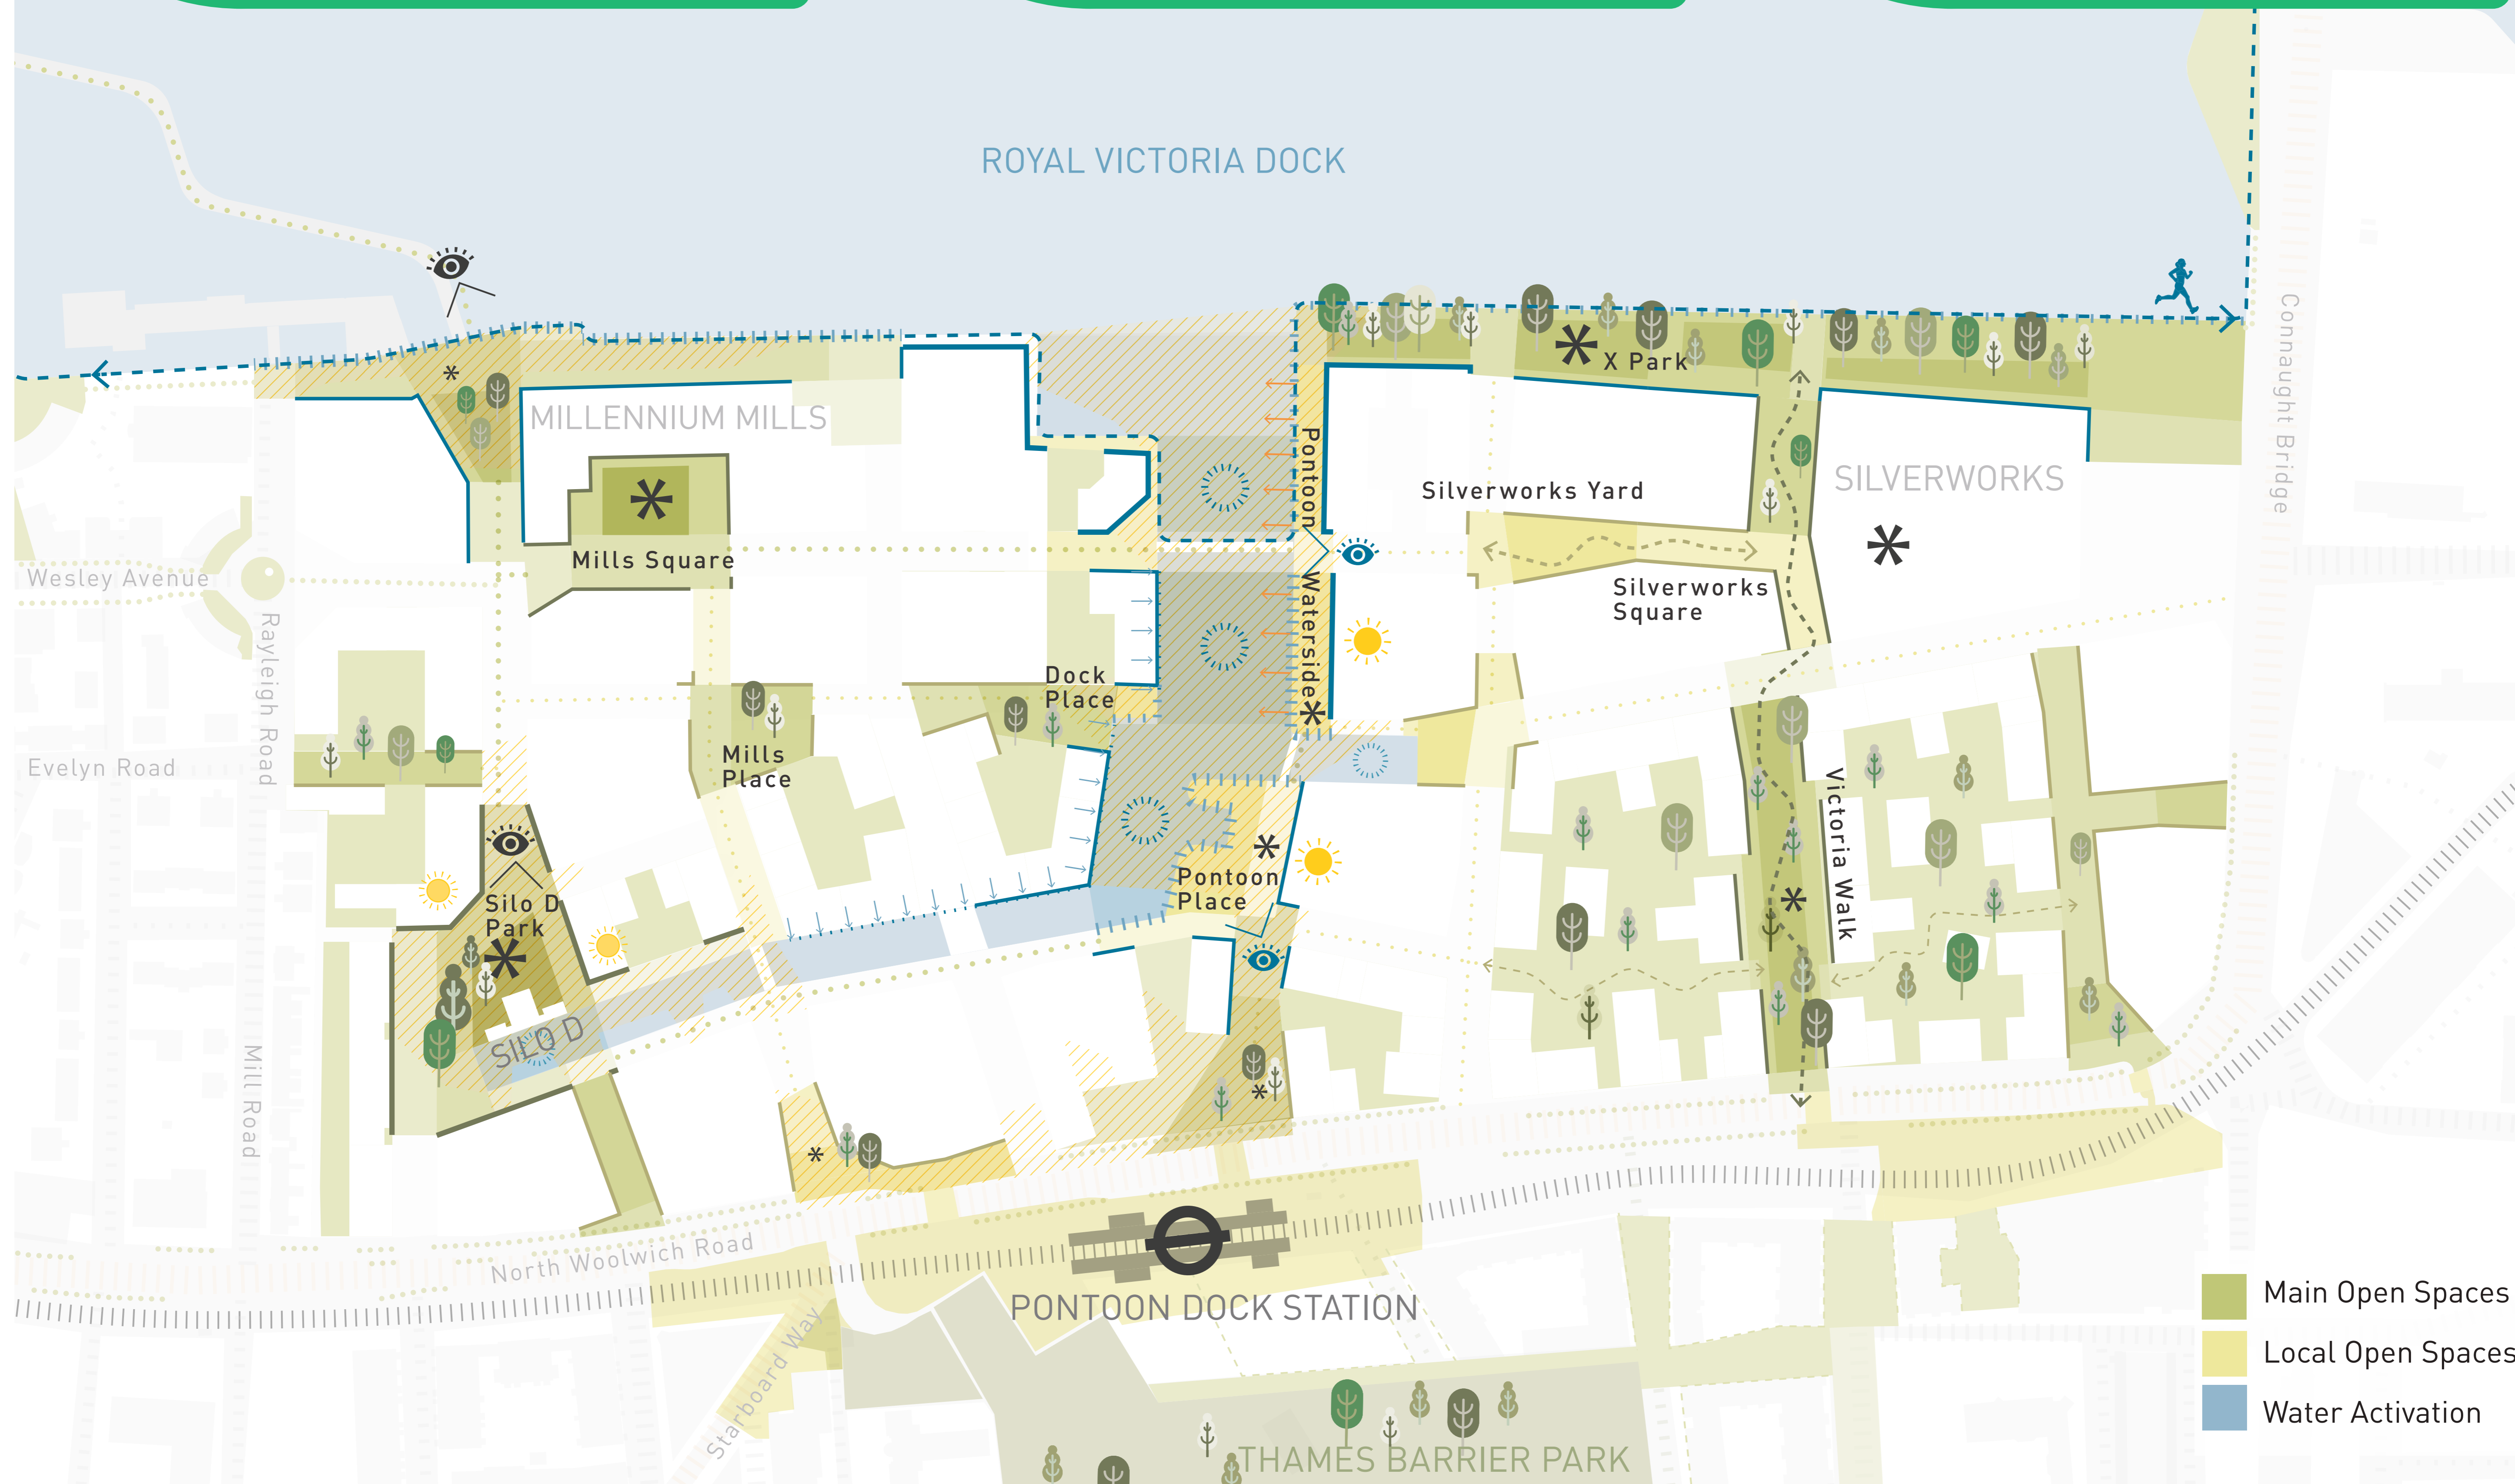 ROYAL VICTORIA DOCK
Connaught Bridge
X Park
MILLENNIUM MILLS
Pontoon
Waterside
Silverworks Yard
SILVERWORKS
Mills Square
Wesley Avenue
Silverworks
Square
Rayleigh Road
Dock
Place
Mills
Place
Evelyn Road
Victoria Walk
Pontoon
Place
Silo D
Park
SILO D
Mill Road
North Woolwich Road
PONTOON DOCK STATION
Starboard Way
THAMES BARRIER PARK
Main Open Spaces
Local Open Spaces
Water Activation